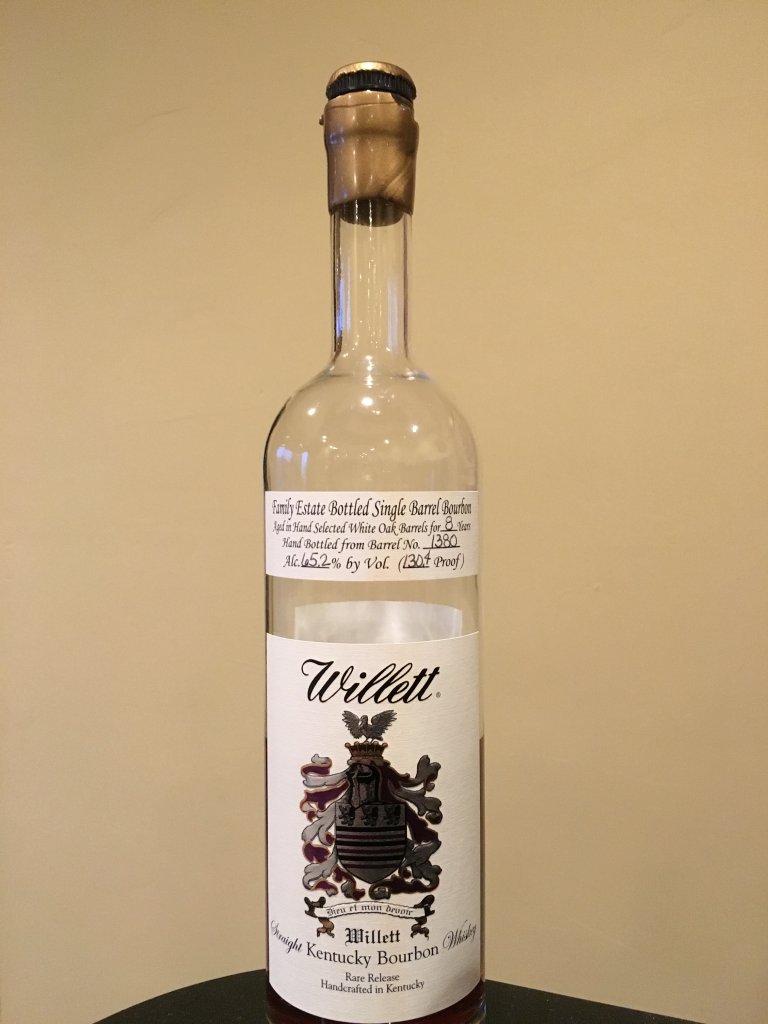 Family Estate Bottled Single Barrel Bourbon
Aged in Hand Selected White Oak Barrels for 8 Years
Hand Bottled from Barrel No. 1380
Alc. 65.2 % by Vol. (130.4 Proof)
Willett®
Dieu et mon devoir
Willett
Straight Kentucky Bourbon Whiskey
Rare Release
Handcrafted in Kentucky